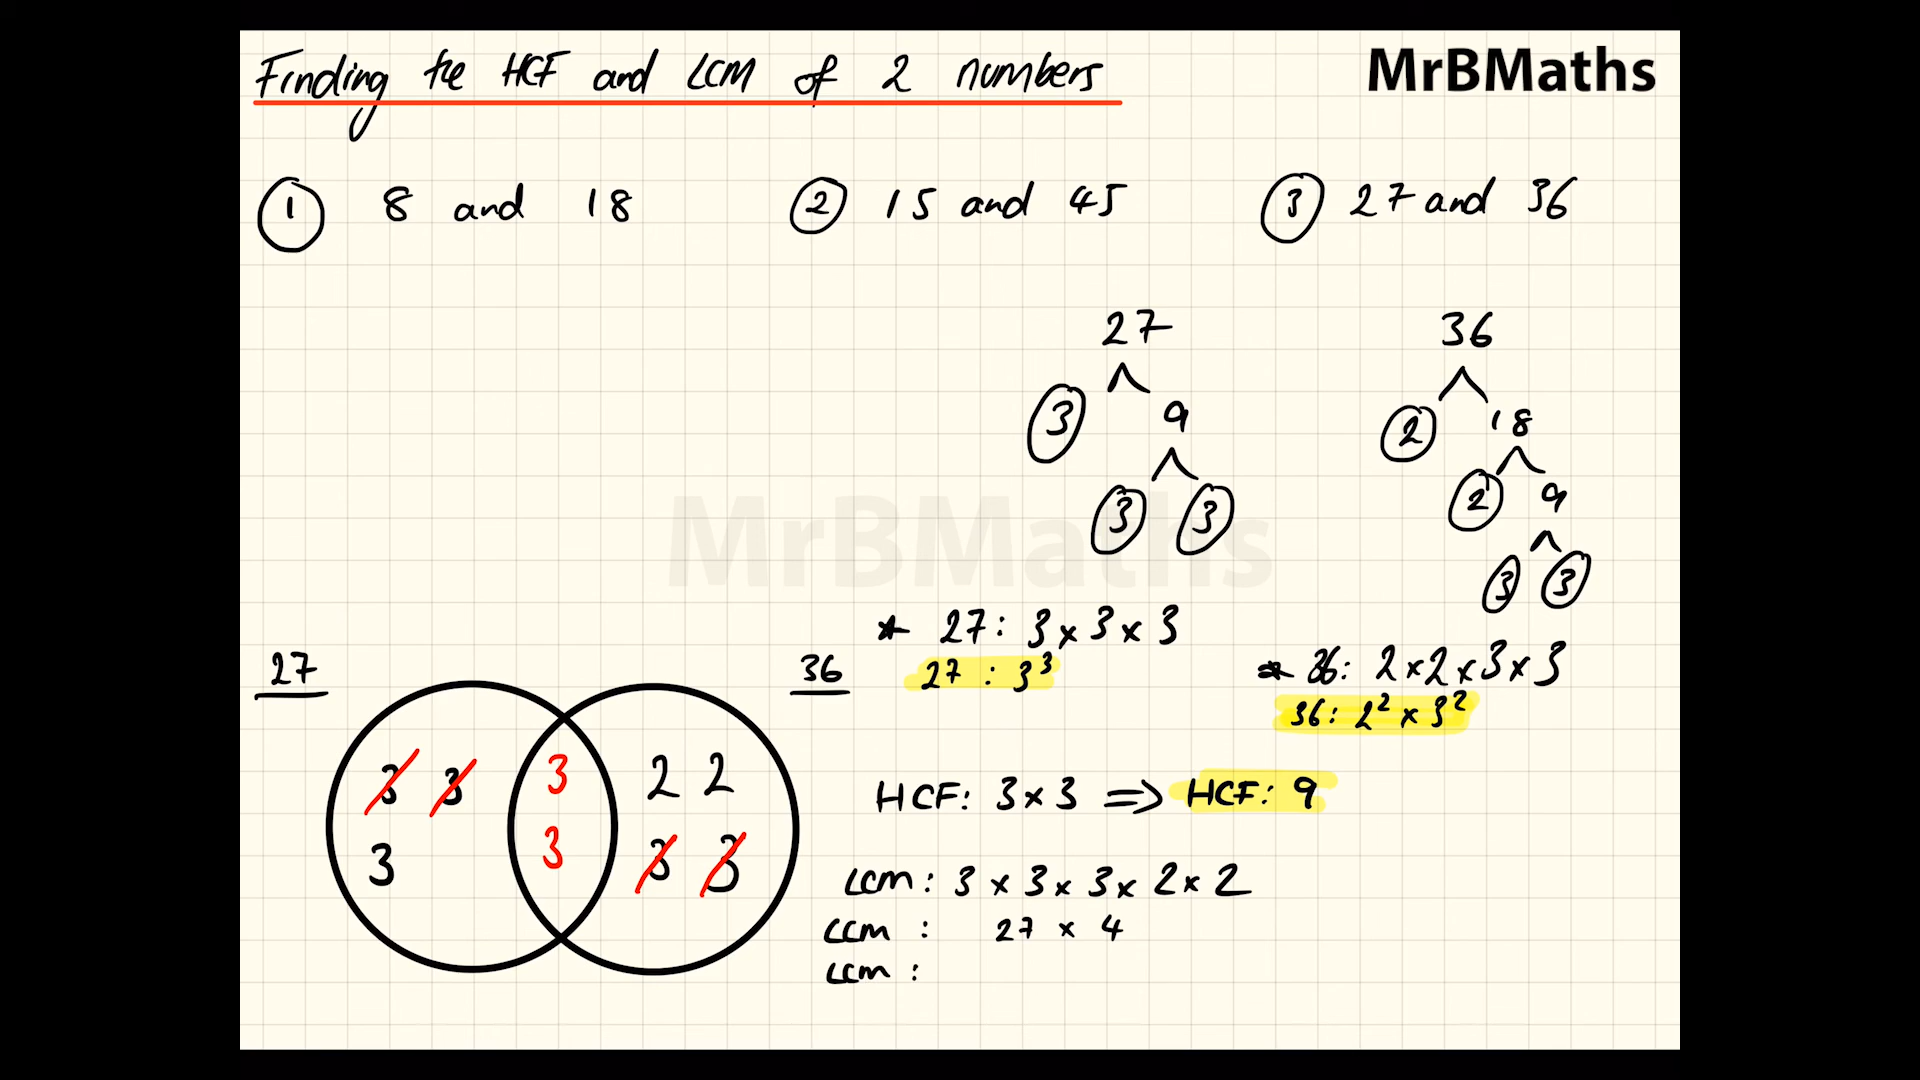 Finding the HCF and LCM of 2 numbers
MrBMaths
① 8 and 18
② 15 and 45
③ 27 and 36
27
3 9
3 3
36
2 18
2 9
3 3
MrBMaths
* 27: 3 × 3 × 3
27 : 3³
* 36: 2 × 2 × 3 × 3
36: 2² × 3²
27
36
3 3 3 2 2
3 3 3 3
HCF: 3 × 3 => HCF: 9
LCM: 3 × 3 × 3 × 2 × 2
LCM : 27 × 4
LCM :